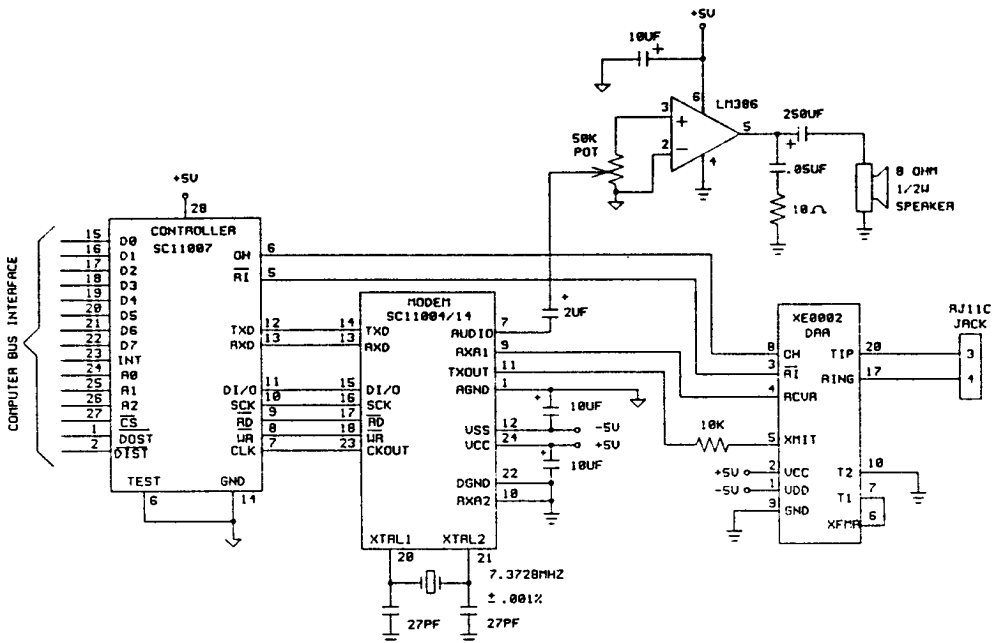 +5V
10UF
+
LM386
6
3
+
2
−
5
4
250UF
+
50K
POT
.05UF
10Ω
8 OHM
1/2W
SPEAKER
+5V
28
CONTROLLER
SC11007
COMPUTER BUS INTERFACE
15 D0
16 D1
17 D2
18 D3
19 D4
20 D5
21 D6
22 D7
23 INT
24 A0
25 A1
26 A2
27 CS
1 DOST
2 DIST
OH 6
RI 5
TXD 12
RXD 13
DI/O 11
SCK 10
RD 9
WR 8
CLK 7
TEST
6
GND
14
MODEM
SC11004/14
14 TXD
13 RXD
15 DI/O
16 SCK
17 RD
18 WR
23 CKOUT
AUDIO 7
RXA1 9
TXOUT 11
AGND 1
VSS 12
VCC 24
DGND 22
RXA2 10
XTAL1
20
XTAL2
21
+
2UF
+
10UF
-5V
+5V
+
10UF
7.3728MHZ
± .001%
27PF
27PF
10K
XE0002
DAA
8 OH
3 RI
4 RCVR
5 XMIT
+5V 2 VCC
-5V 1 VDD
9 GND
TIP 20
RING 17
T2 10
T1 7
XFMR 6
RJ11C
JACK
3
4